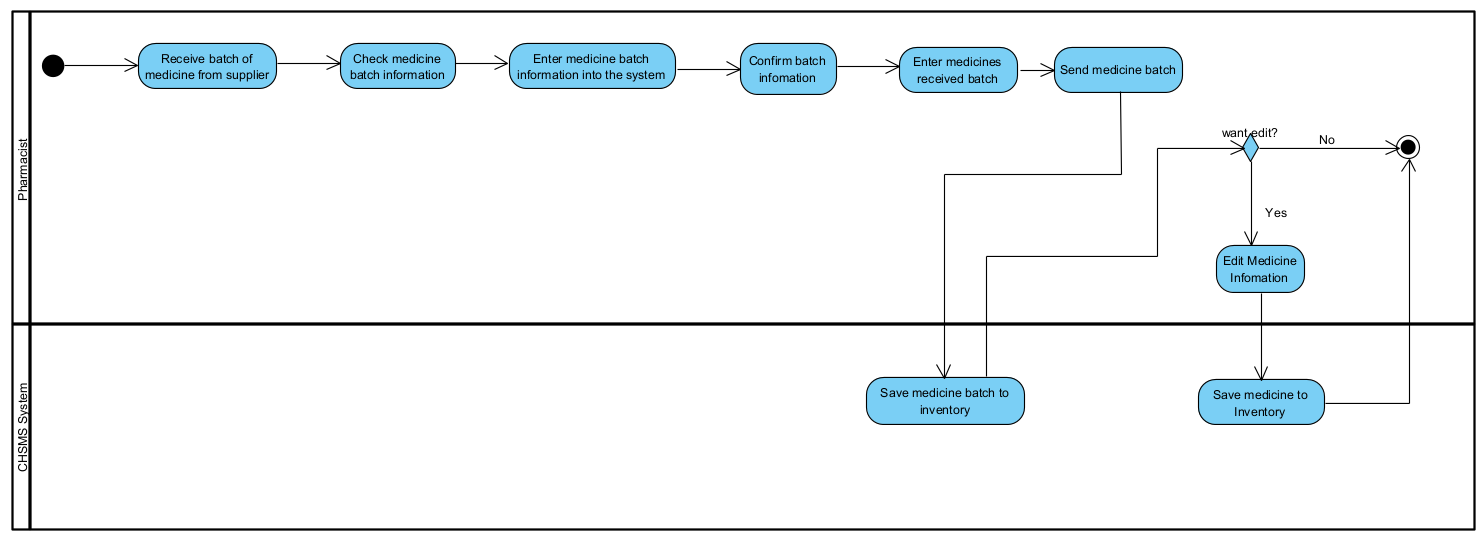 Pharmacist
Receive batch of
medicine from supplier
Check medicine
batch information
Enter medicine batch
information into the system
Confirm batch
infomation
Enter medicines
received batch
Send medicine batch
want edit?
No
Yes
Edit Medicine
Infomation
CHSMS System
Save medicine batch to
inventory
Save medicine to
Inventory